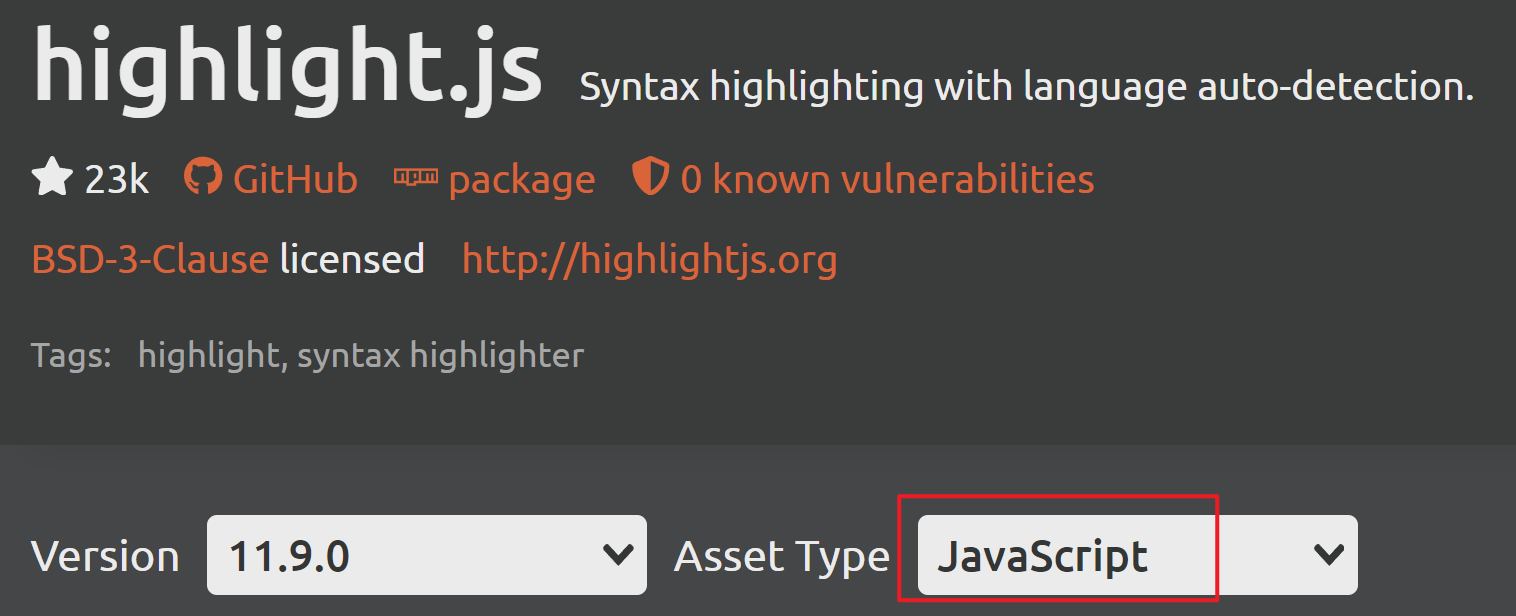 highlight.js Syntax highlighting with language auto-detection.
23k GitHub npm package 0 known vulnerabilities
BSD-3-Clause licensed http://highlightjs.org
Tags: highlight, syntax highlighter
Version 11.9.0 Asset Type JavaScript